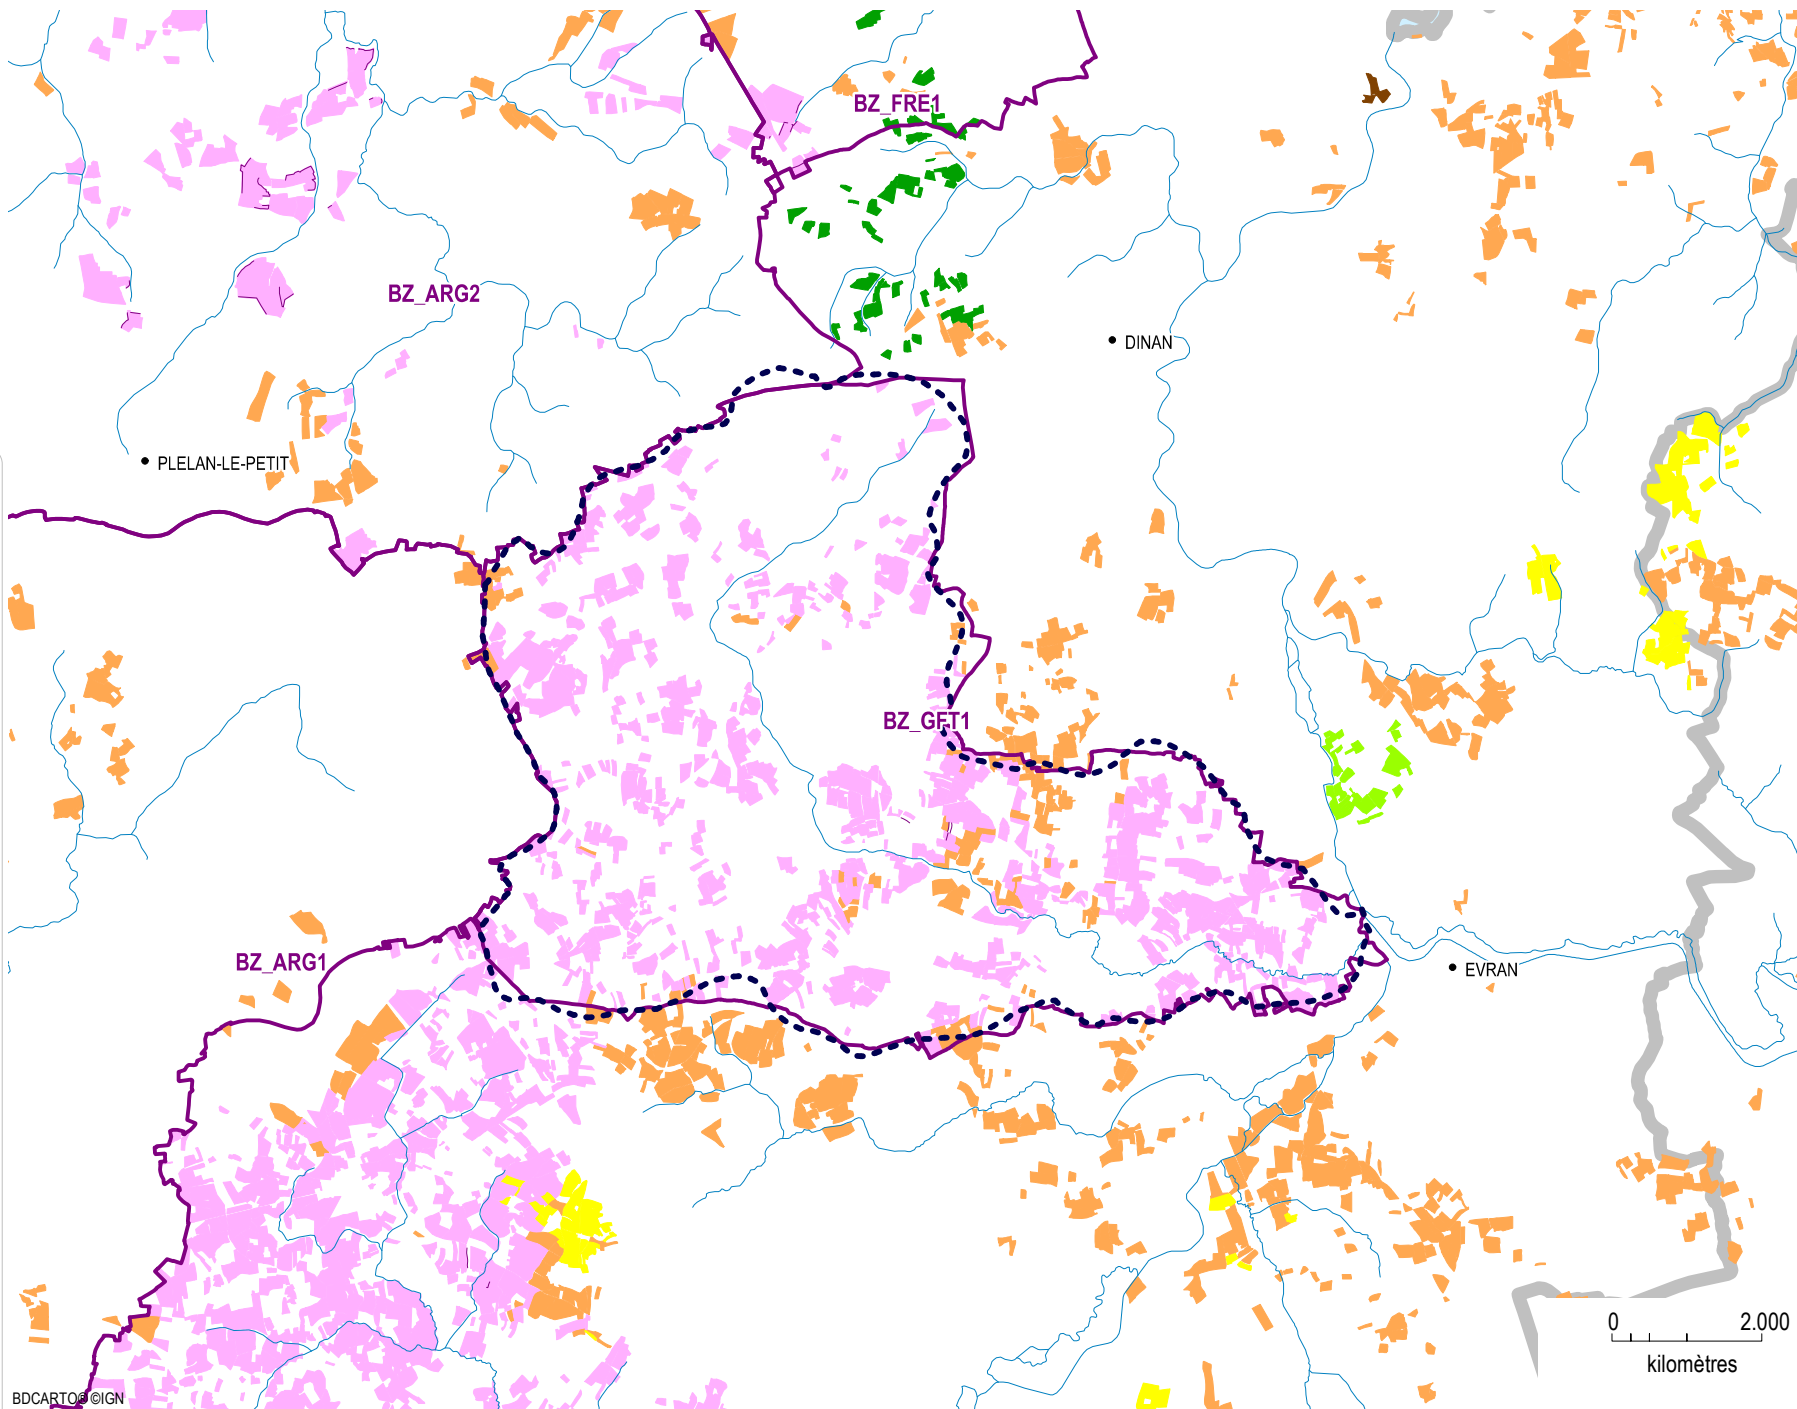 BZ_FRE1
BZ_ARG2
DINAN
PLELAN-LE-PETIT
BZ_GFT1
BZ_ARG1
EVRAN
0 2.000
kilomètres
BDCARTO® ©IGN